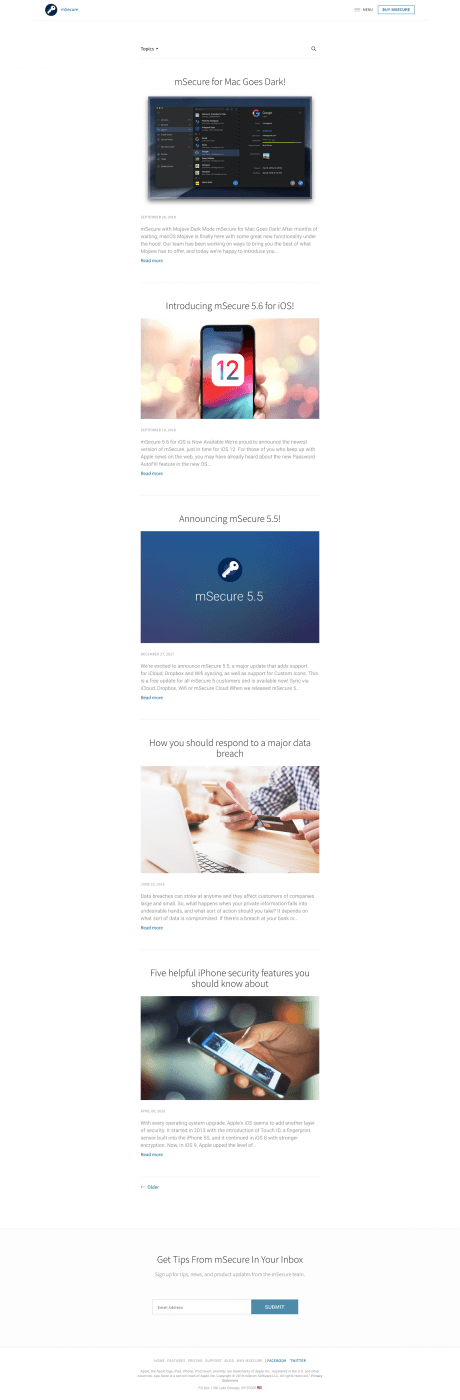 mSecure
MENU
BUY MSECURE
Topics
mSecure for Mac Goes Dark!
Google
mSecure with Mojave Dark Mode mSecure for Mac Goes Dark! After months of
waiting, macOS Mojave is finally here with some great new functionality under
the hood. Our team has been working on ways to bring you the best of what
Mojave has to offer, and today we're happy to introduce you...
Read more
Introducing mSecure 5.6 for iOS!
12
mSecure 5.6 for iOS is Now Available We're proud to announce the newest
version of mSecure, just in time for iOS 12. For those of you who keep up with
Apple news on the web, you may have already heard about the new Password
AutoFill feature in the new OS...
Read more
Announcing mSecure 5.5!
mSecure 5.5
DECEMBER 27, 2017
We're excited to announce mSecure 5.5, a major update that adds support
for iCloud, Dropbox and Wifi syncing, as well as support for Custom Icons. This
is a free update for all mSecure 5 customers and is available now! Sync via
iCloud, Dropbox, Wifi or mSecure Cloud When we released mSecure 5...
Read more
How you should respond to a major data
breach
Data breaches can strike at anytime and they affect customers of companies
large and small. So, what happens when your private information falls into
undesirable hands, and what sort of action should you take? It depends on
what sort of data is compromised. If there's a breach at your bank or...
Read more
Five helpful iPhone security features you
should know about
With every operating system upgrade, Apple's iOS seems to add another layer
of security. It started in 2013 with the introduction of Touch ID, a fingerprint
sensor built into the iPhone 5S, and it continued in iOS 8 with stronger
encryption. Now, in iOS 9, Apple upped the level of...
Read more
← Older
Get Tips From mSecure In Your Inbox
Sign up for tips, news, and product updates from the mSecure team.
Email Address
SUBMIT
HOME FEATURES PRICING SUPPORT BLOG WHY MSECURE | FACEBOOK TWITTER